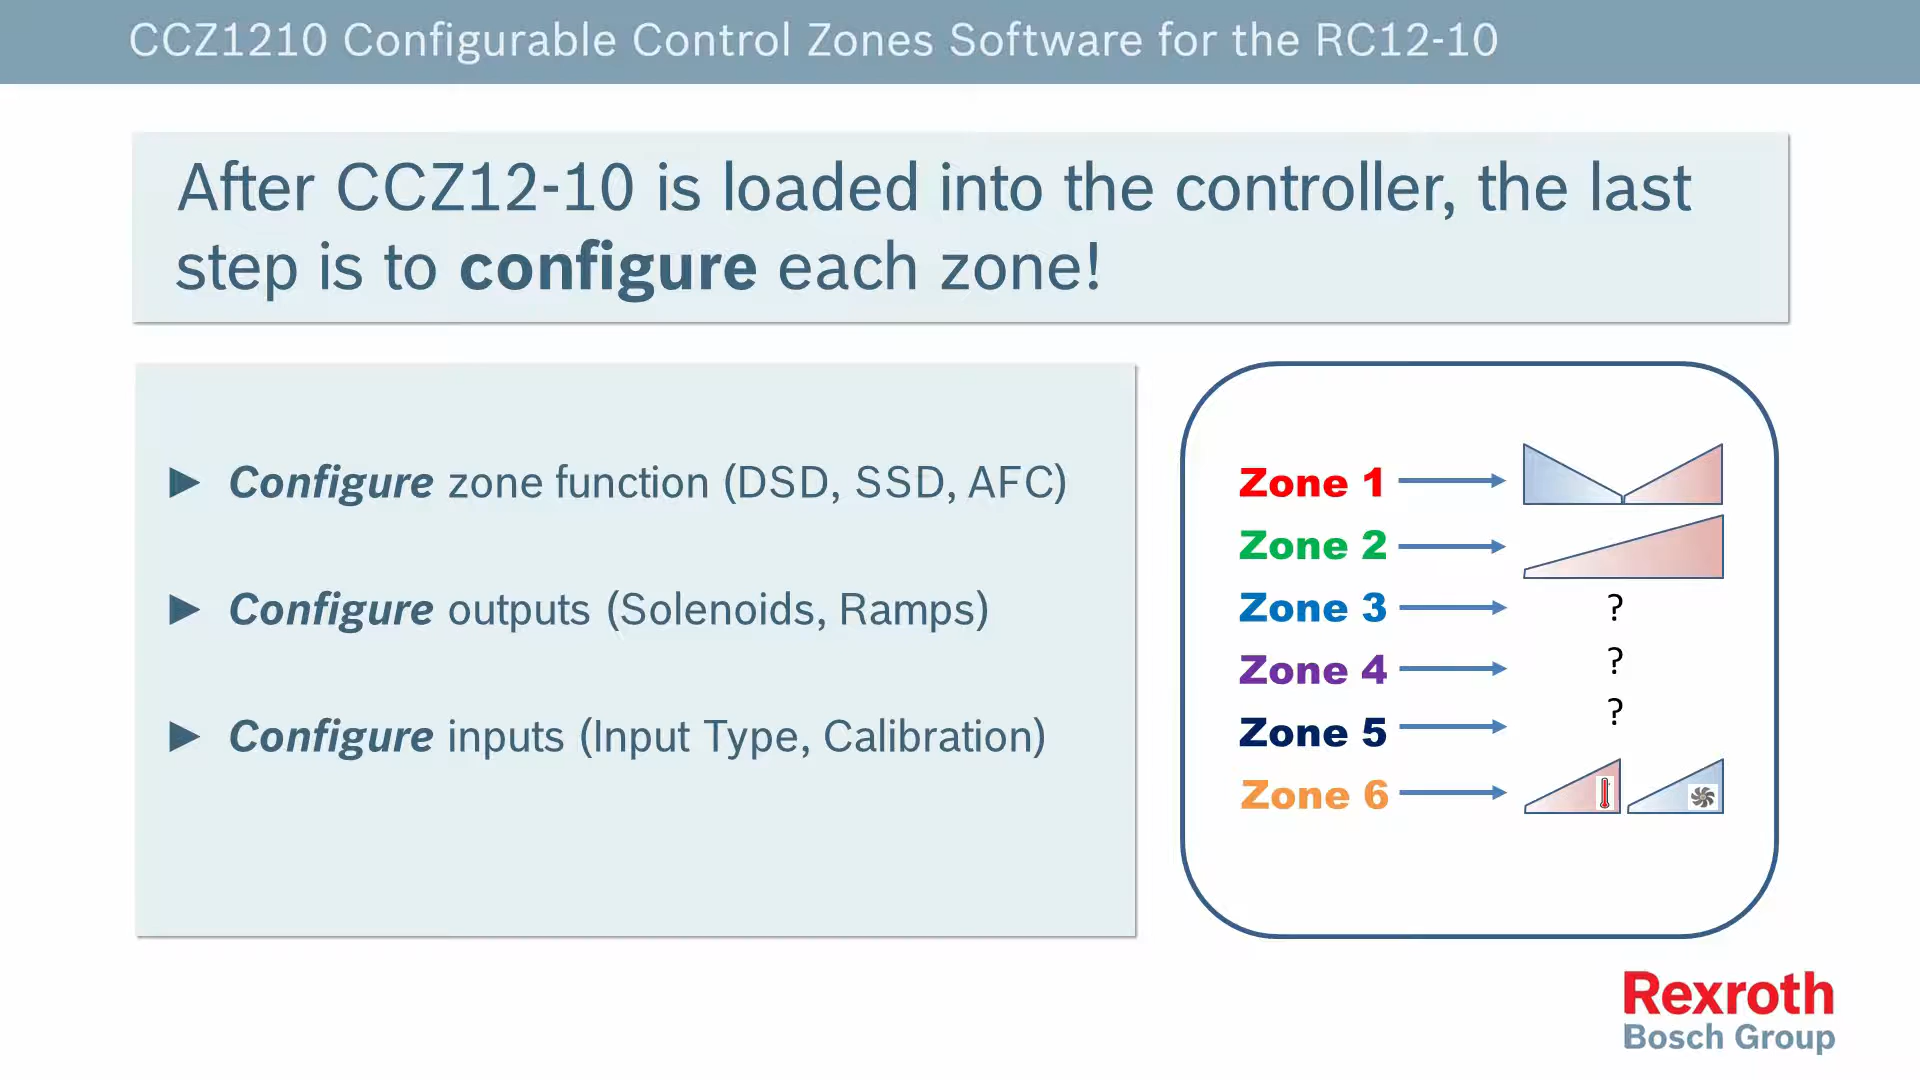 CCZ1210 Configurable Control Zones Software for the RC12-10
After CCZ12-10 is loaded into the controller, the last
step is to configure each zone!
► Configure zone function (DSD, SSD, AFC)
► Configure outputs (Solenoids, Ramps)
► Configure inputs (Input Type, Calibration)
Zone 1
Zone 2
Zone 3 ?
Zone 4 ?
Zone 5 ?
Zone 6
Rexroth
Bosch Group